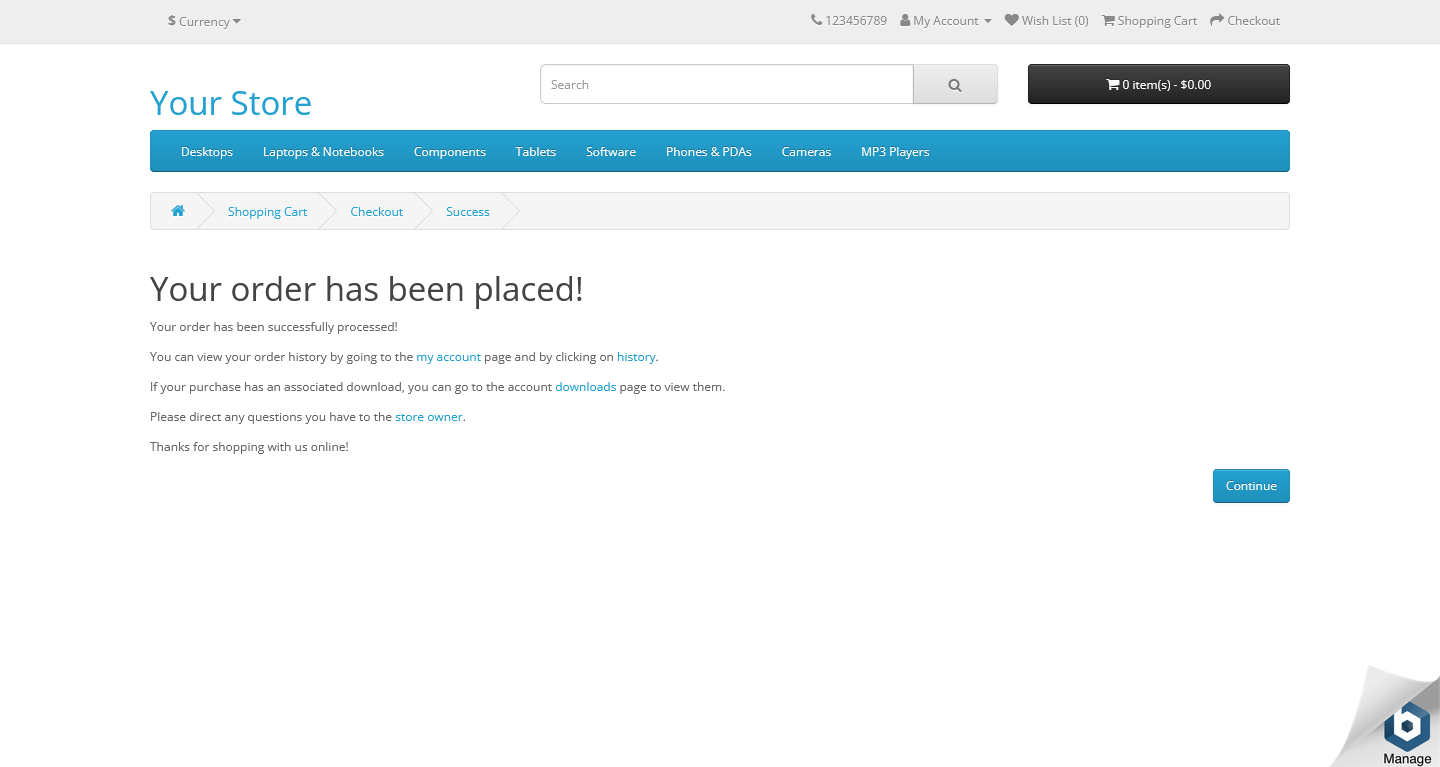 $ Currency
123456789 My Account Wish List (0) Shopping Cart Checkout
Your Store
Search
0 item(s) - $0.00
Desktops Laptops & Notebooks Components Tablets Software Phones & PDAs Cameras MP3 Players
Shopping Cart Checkout Success
Your order has been placed!
Your order has been successfully processed!
You can view your order history by going to the my account page and by clicking on history.
If your purchase has an associated download, you can go to the account downloads page to view them.
Please direct any questions you have to the store owner.
Thanks for shopping with us online!
Continue
Manage